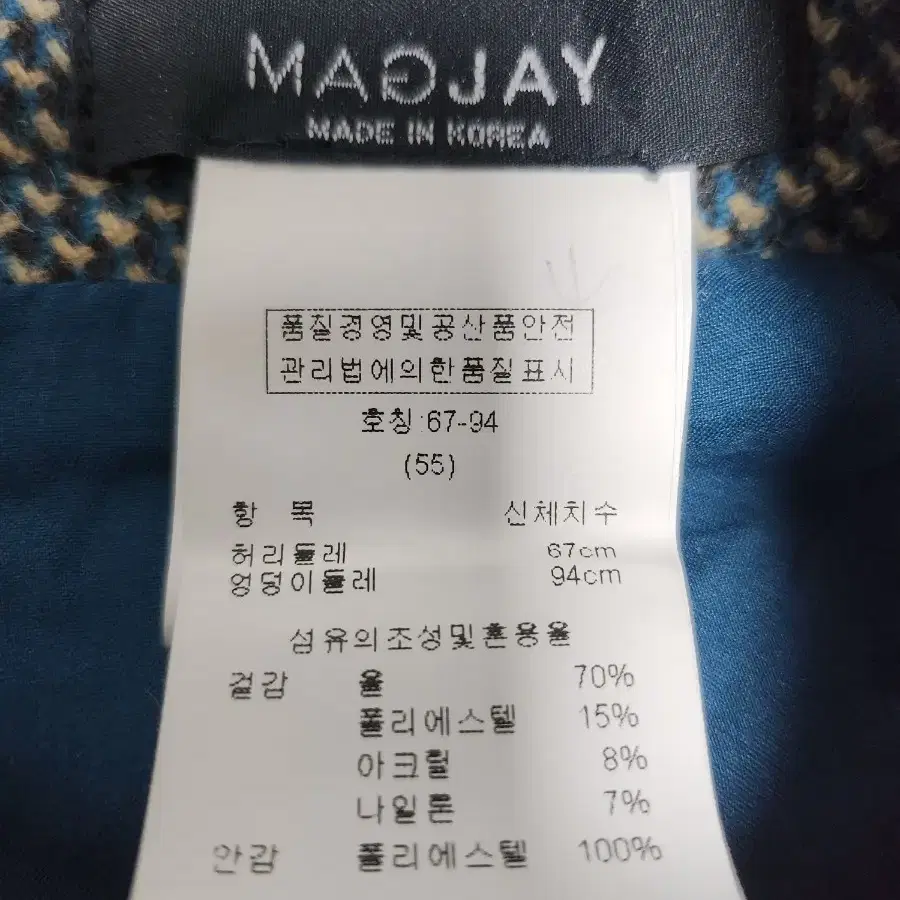 MAGJAY
MADE IN KOREA
품질경영및공산품안전
관리법에의한품질표시
호칭:67-94
(55)
항 목 신체치수
허리둘레 67cm
엉덩이둘레 94cm
섬유의조성및혼용율
겉감 울 70%
폴리에스텔 15%
아크릴 8%
나일론 7%
안감 폴리에스텔 100%